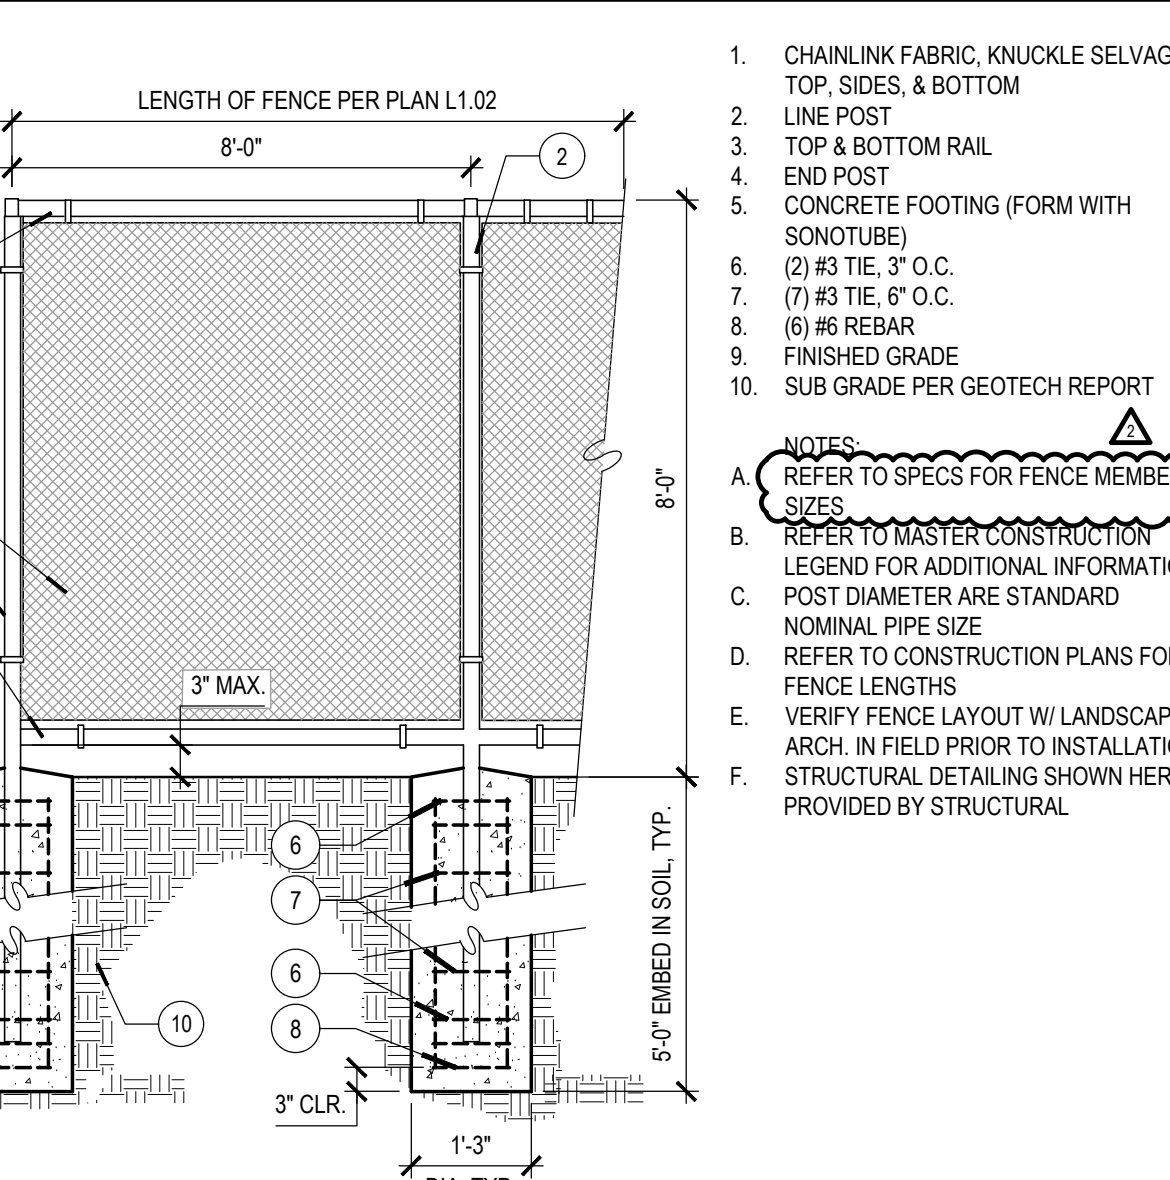 LENGTH OF FENCE PER PLAN L1.02
8'-0"
2
8'-0"
3" MAX.
6
7
6
8
10
3" CLR.
1'-3"
DIA. TYP.
5'-0" EMBED IN SOIL, TYP.
1. CHAINLINK FABRIC, KNUCKLE SELVAG
TOP, SIDES, & BOTTOM
2. LINE POST
3. TOP & BOTTOM RAIL
4. END POST
5. CONCRETE FOOTING (FORM WITH
SONOTUBE)
6. (2) #3 TIE, 3" O.C.
7. (7) #3 TIE, 6" O.C.
8. (6) #6 REBAR
9. FINISHED GRADE
10. SUB GRADE PER GEOTECH REPORT
2
NOTES:
A. REFER TO SPECS FOR FENCE MEMBE
SIZES
B. REFER TO MASTER CONSTRUCTION
LEGEND FOR ADDITIONAL INFORMATIO
C. POST DIAMETER ARE STANDARD
NOMINAL PIPE SIZE
D. REFER TO CONSTRUCTION PLANS FOR
FENCE LENGTHS
E. VERIFY FENCE LAYOUT W/ LANDSCAP
ARCH. IN FIELD PRIOR TO INSTALLATIO
F. STRUCTURAL DETAILING SHOWN HER
PROVIDED BY STRUCTURAL